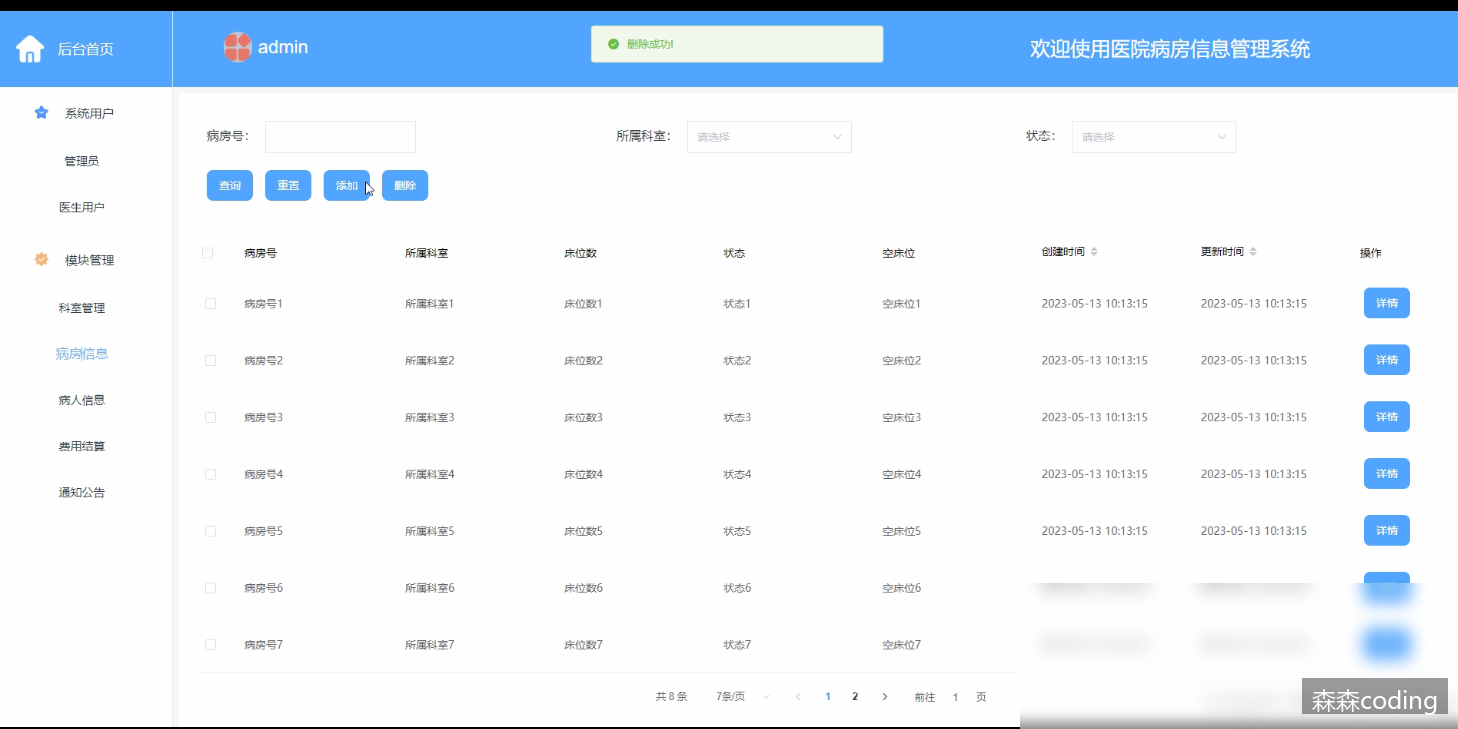 后台首页
admin
删除成功!
欢迎使用医院病房信息管理系统
系统用户
管理员
医生用户
模块管理
科室管理
病房信息
病人信息
费用结算
通知公告
病房号：
所属科室： 请选择
状态： 请选择
查询 重置 添加 删除
病房号 所属科室 床位数 状态 空床位 创建时间 更新时间 操作
病房号1 所属科室1 床位数1 状态1 空床位1 2023-05-13 10:13:15 2023-05-13 10:13:15 详情
病房号2 所属科室2 床位数2 状态2 空床位2 2023-05-13 10:13:15 2023-05-13 10:13:15 详情
病房号3 所属科室3 床位数3 状态3 空床位3 2023-05-13 10:13:15 2023-05-13 10:13:15 详情
病房号4 所属科室4 床位数4 状态4 空床位4 2023-05-13 10:13:15 2023-05-13 10:13:15 详情
病房号5 所属科室5 床位数5 状态5 空床位5 2023-05-13 10:13:15 2023-05-13 10:13:15 详情
病房号6 所属科室6 床位数6 状态6 空床位6
病房号7 所属科室7 床位数7 状态7 空床位7
共 8 条 7条/页 1 2 前往 1 页
森森coding